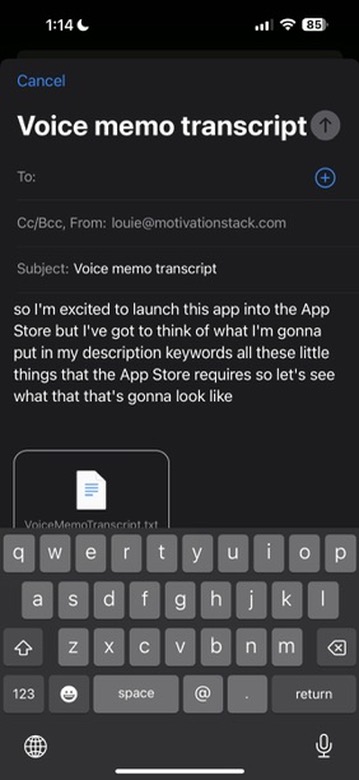 1:14
85
Cancel
Voice memo transcript
To:
Cc/Bcc, From: louie@motivationstack.com
Subject: Voice memo transcript
so I'm excited to launch this app into the App
Store but I've got to think of what I'm gonna
put in my description keywords all these little
things that the App Store requires so let's see
what that that's gonna look like
VoiceMemoTranscript.txt
q w e r t y u i o p
a s d f g h j k l
z x c v b n m
123 space @ . return